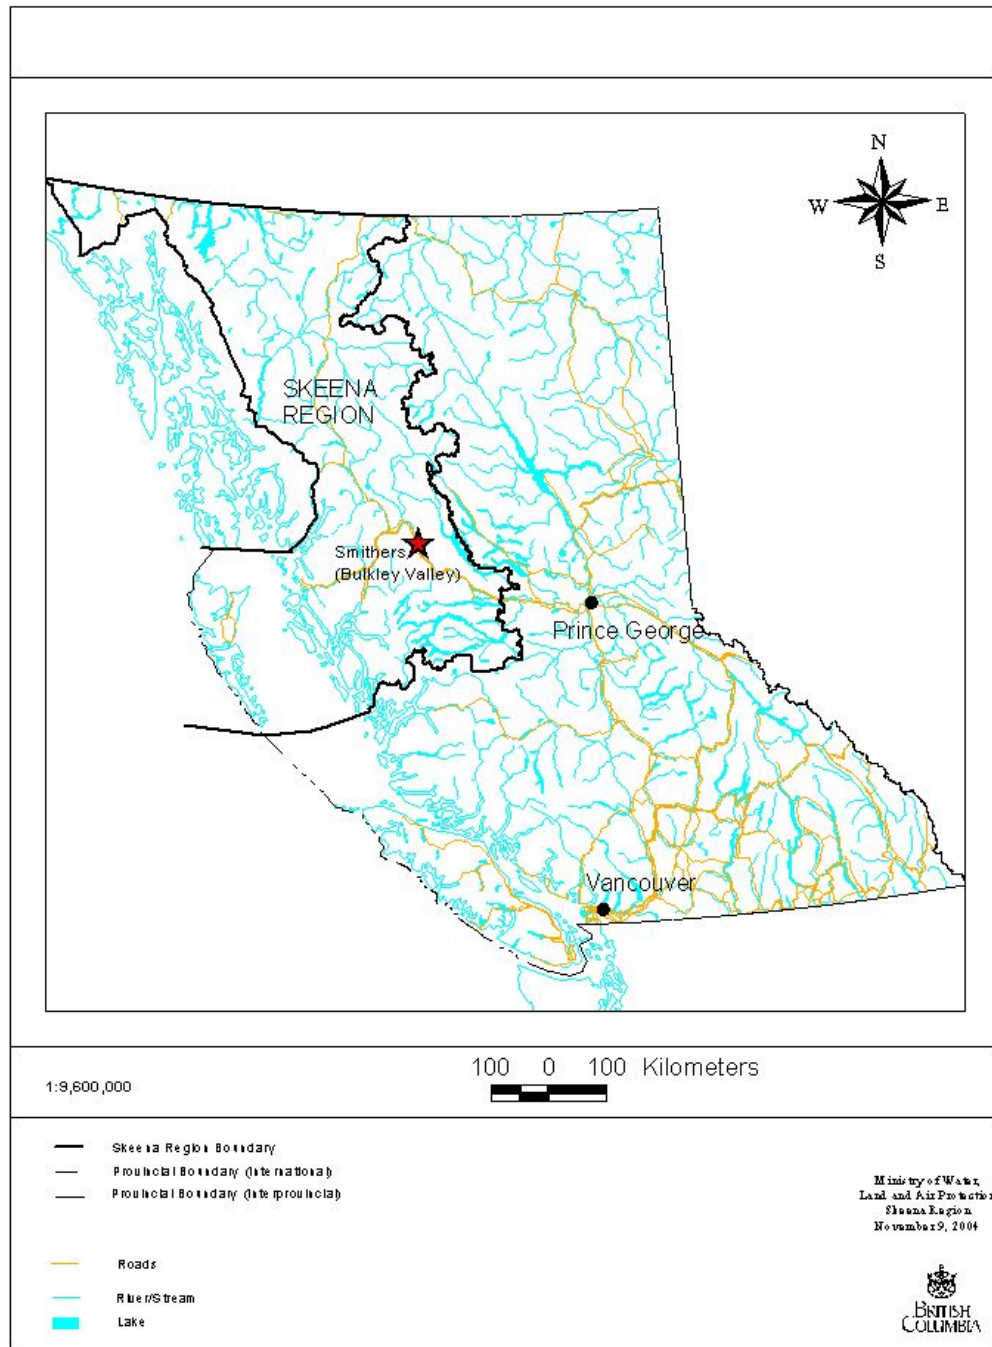 N
W
E
S
SKEENA
REGION
Smithers
(Bulkley Valley)
Prince George
Vancouver
1:9,600,000
100 0 100 Kilometers
Skeena Region Boundary
Provincial Boundary (International)
Provincial Boundary (Interprovincial)
Roads
River/Stream
Lake
Ministry of Water,
Land and Air Protection
Skeena Region
November 9, 2004
BRITISH
COLUMBIA